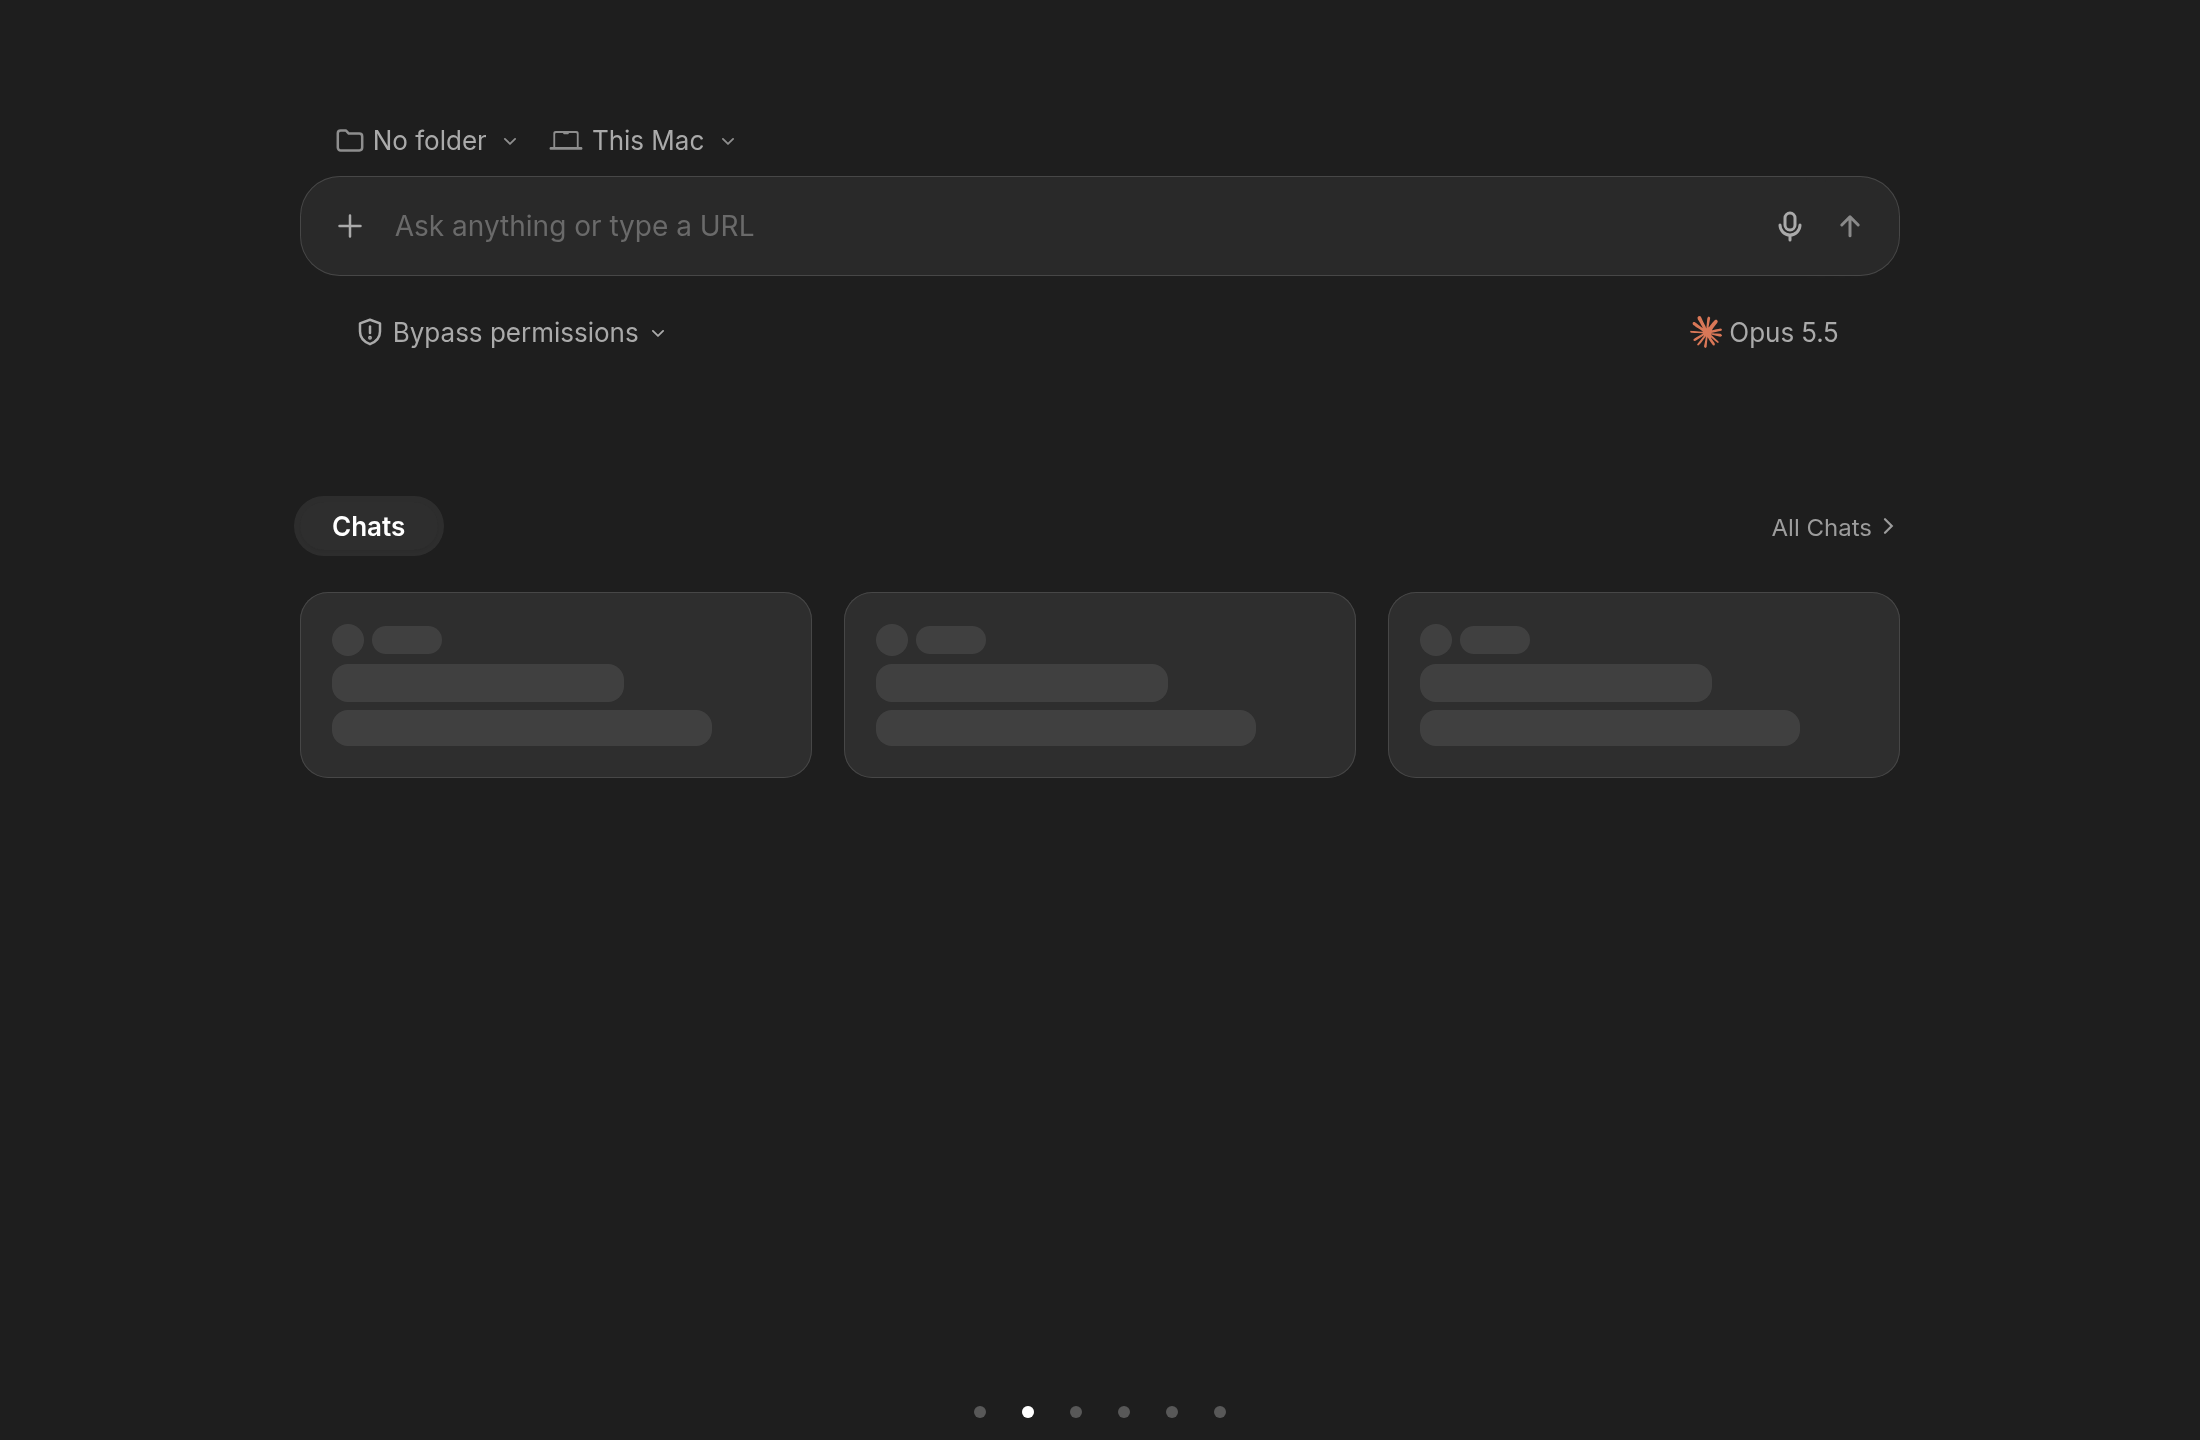 No folder This Mac
Ask anything or type a URL
Bypass permissions Opus 5.5
Chats All Chats